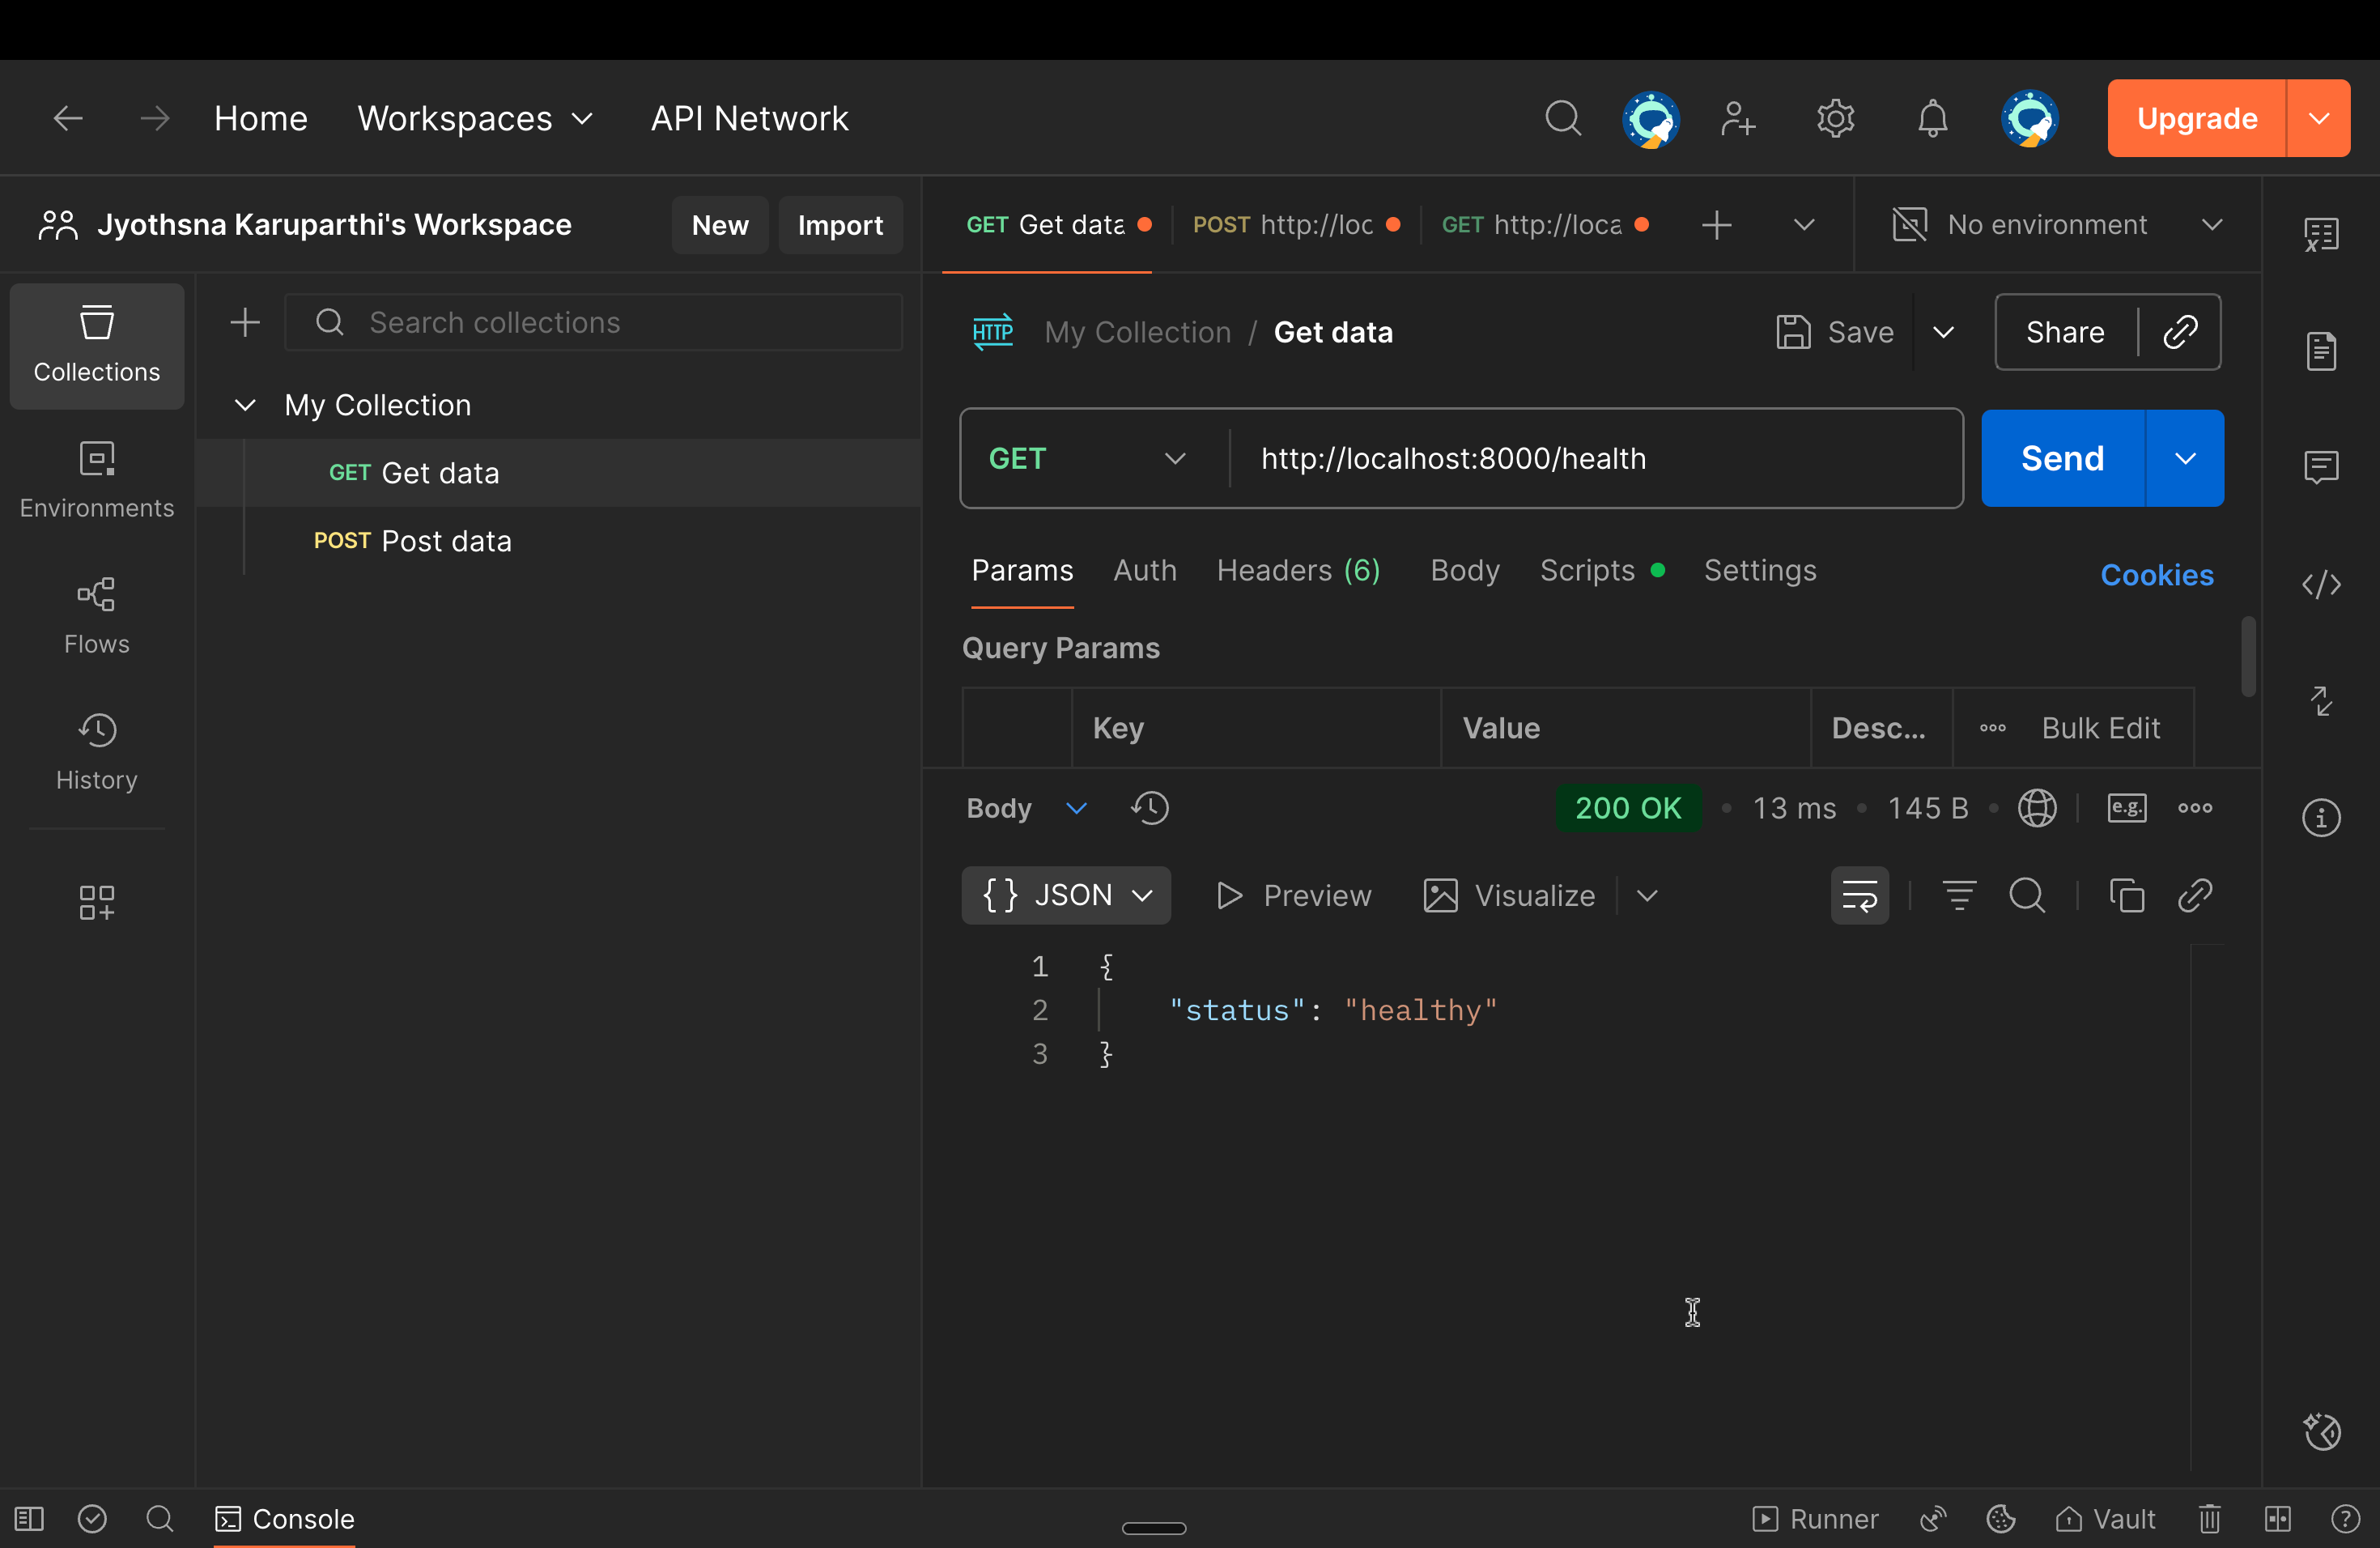 Home Workspaces API Network Upgrade
Jyothsna Karuparthi's Workspace New Import
GET Get data POST http://loc GET http://loca No environment
Collections
Environments
Flows
History
Search collections
My Collection
GET Get data
POST Post data
HTTP My Collection / Get data Save Share
GET http://localhost:8000/health Send
Params Auth Headers (6) Body Scripts Settings Cookies
Query Params
Key Value Desc... Bulk Edit
Body 200 OK 13 ms 145 B e.g.
{} JSON Preview Visualize
1 {
2 "status": "healthy"
3 }
Console Runner Vault